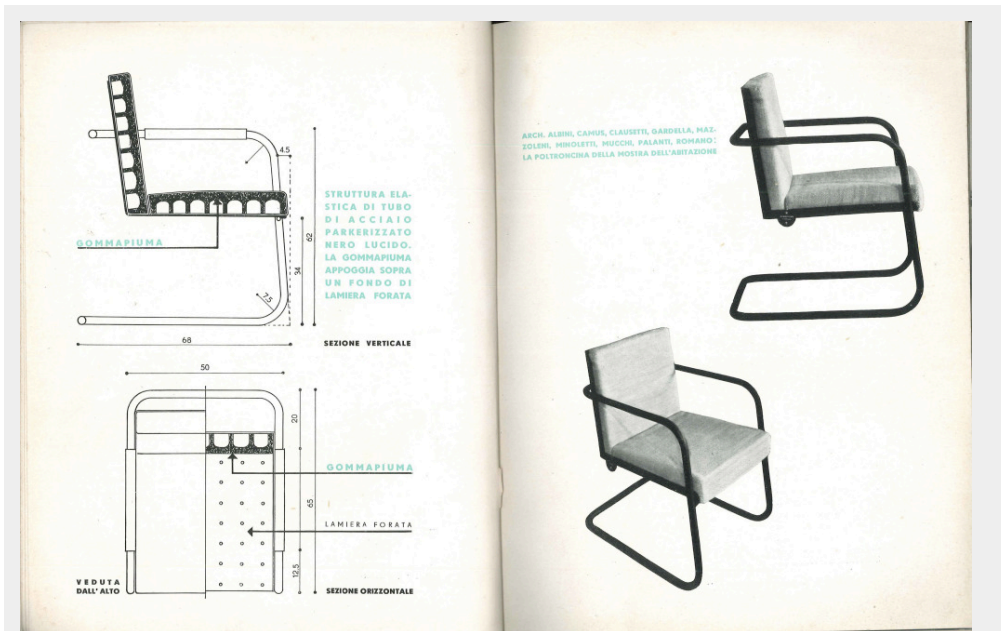 4.5
STRUTTURA ELA-
STICA DI TUBO
DI ACCIAIO
PARKERIZZATO
NERO LUCIDO.
LA GOMMAPIUMA
APPOGGIA SOPRA
UN FONDO DI
LAMIERA FORATA
GOMMAPIUMA
62
34
7.5
68
SEZIONE VERTICALE
50
20
GOMMAPIUMA
65
LAMIERA FORATA
12.5
VEDUTA
DALL'ALTO
SEZIONE ORIZZONTALE
ARCH. ALBINI, CAMUS, CLAUSETTI, GARDELLA, MAZ-
ZOLENI, MINOLETTI, MUCCHI, PALANTI, ROMANO:
LA POLTRONCINA DELLA MOSTRA DELL'ABITAZIONE